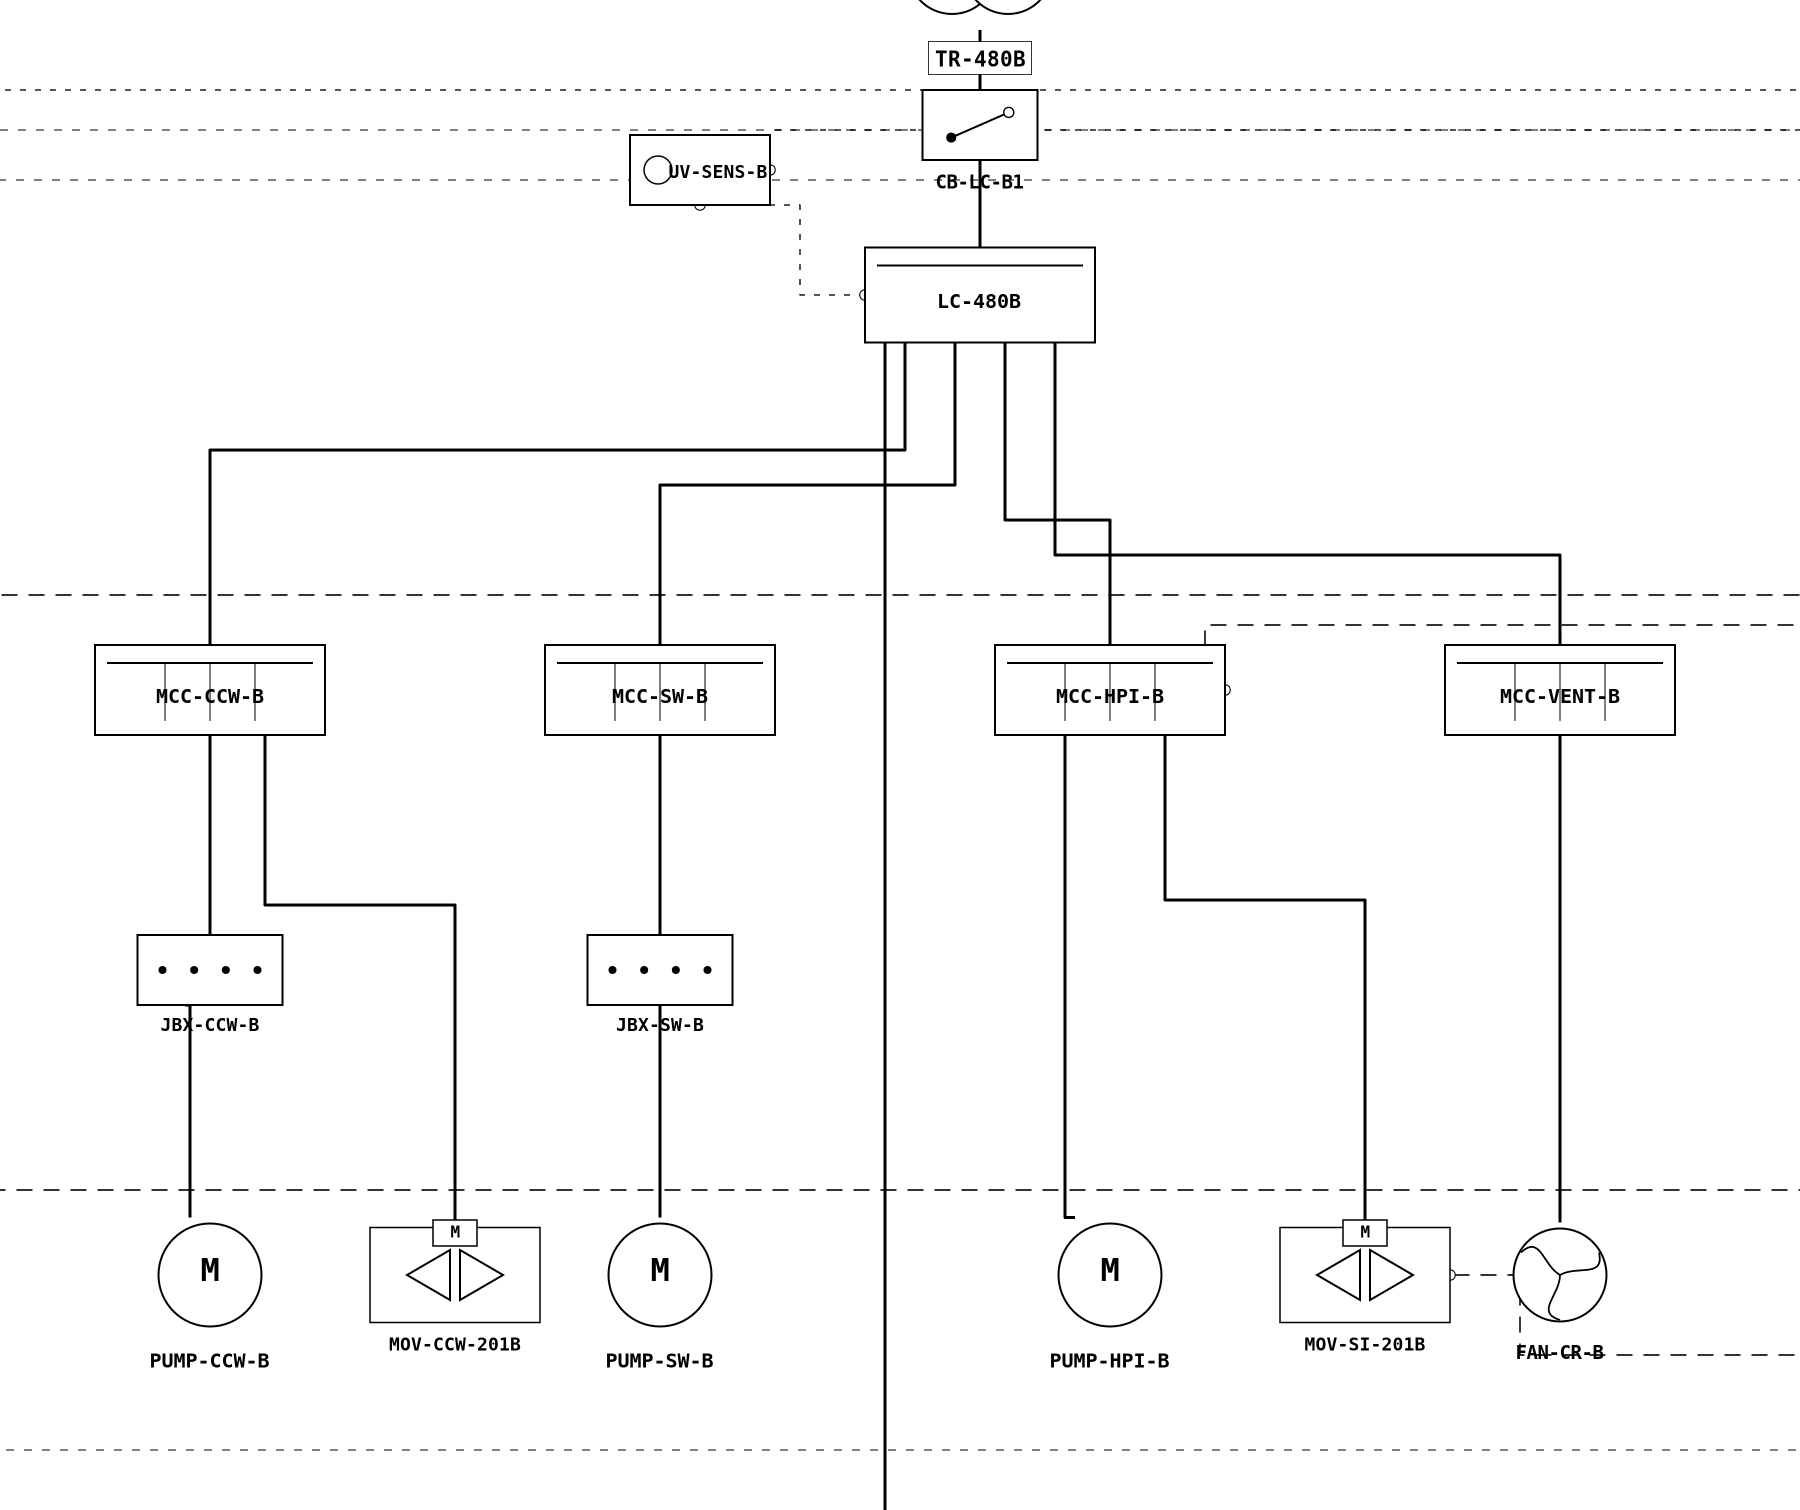 TR-480B
UV-SENS-B
CB-LC-B1
LC-480B
MCC-CCW-B
MCC-SW-B
MCC-HPI-B
MCC-VENT-B
JBX-CCW-B
JBX-SW-B
M
M
M
M
M
MOV-CCW-201B
MOV-SI-201B
FAN-CR-B
PUMP-CCW-B
PUMP-SW-B
PUMP-HPI-B